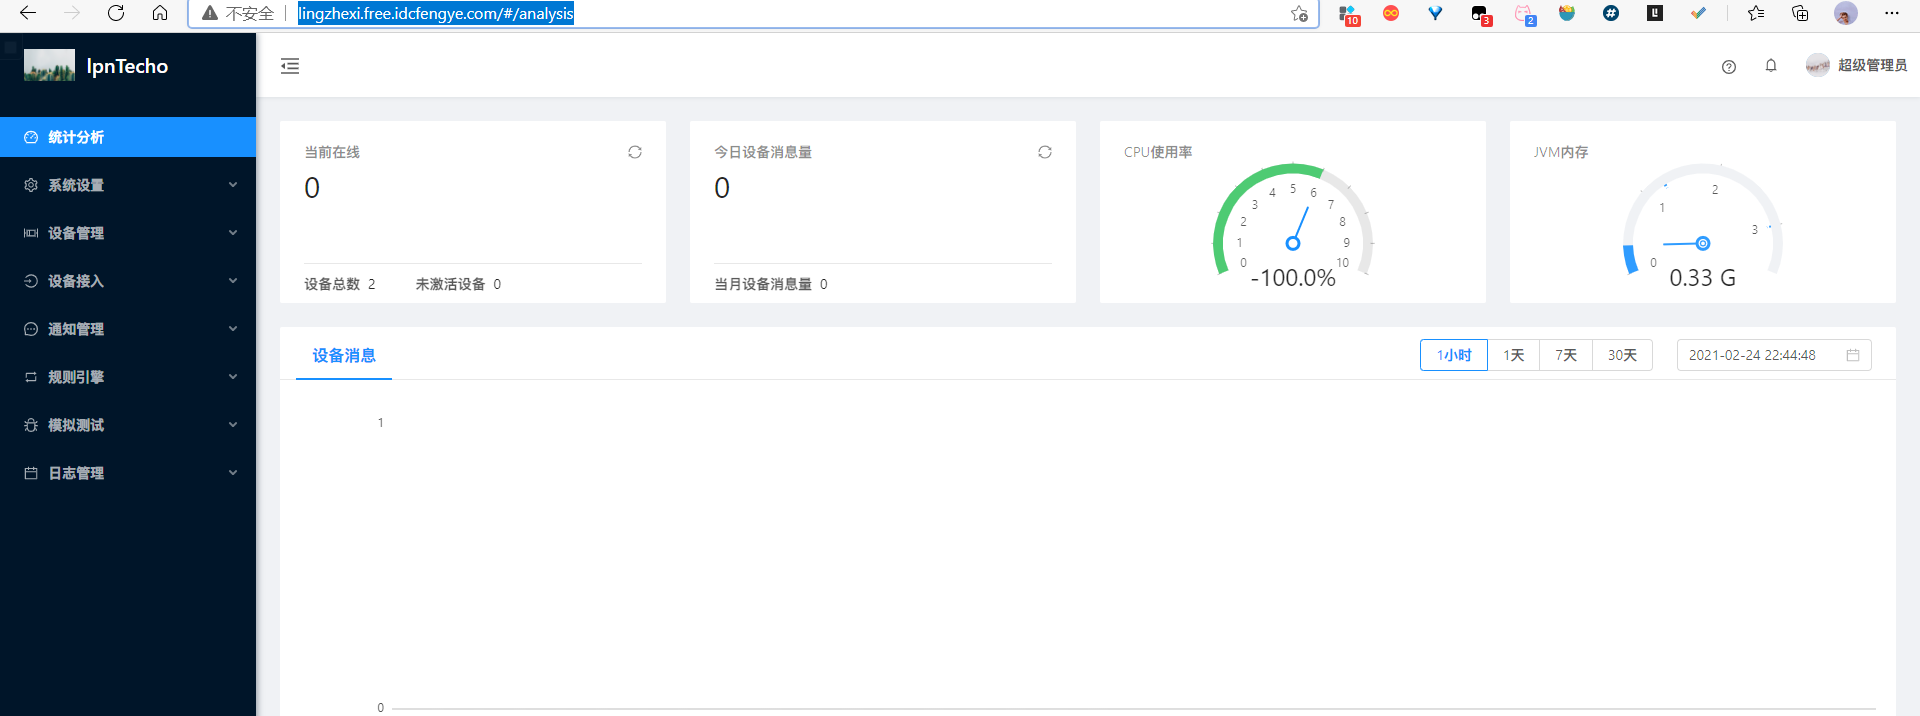 不安全 lingzhexi.free.idcfengye.com/#/analysis
10
3
2
lpnTecho
超级管理员
统计分析
系统设置
设备管理
设备接入
通知管理
规则引擎
模拟测试
日志管理
当前在线
0
设备总数 2 未激活设备 0
今日设备消息量
0
当月设备消息量 0
CPU使用率
0 1 2 3 4 5 6 7 8 9 10
-100.0%
JVM内存
0 1 2 3
0.33 G
设备消息
1小时 1天 7天 30天 2021-02-24 22:44:48
1
0